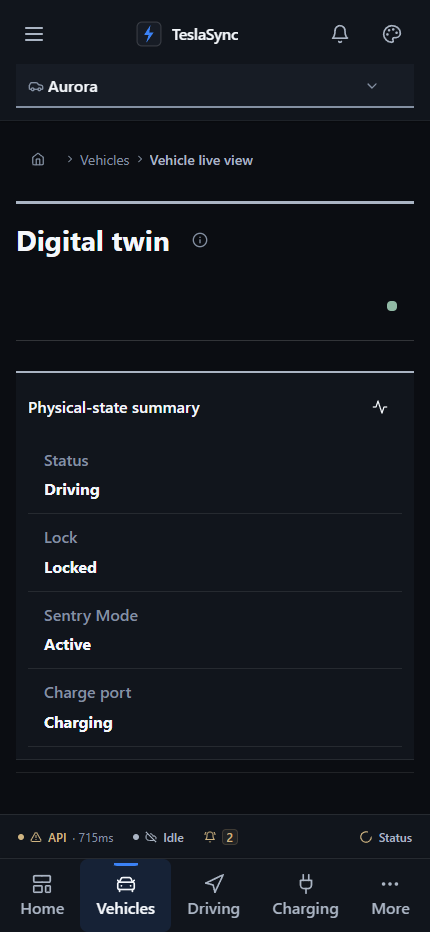 TeslaSync
Aurora
Vehicles
Vehicle live view
Digital twin
Physical-state summary
Status
Driving
Lock
Locked
Sentry Mode
Active
Charge port
Charging
API · 715ms
Idle
2
Status
Home
Vehicles
Driving
Charging
More